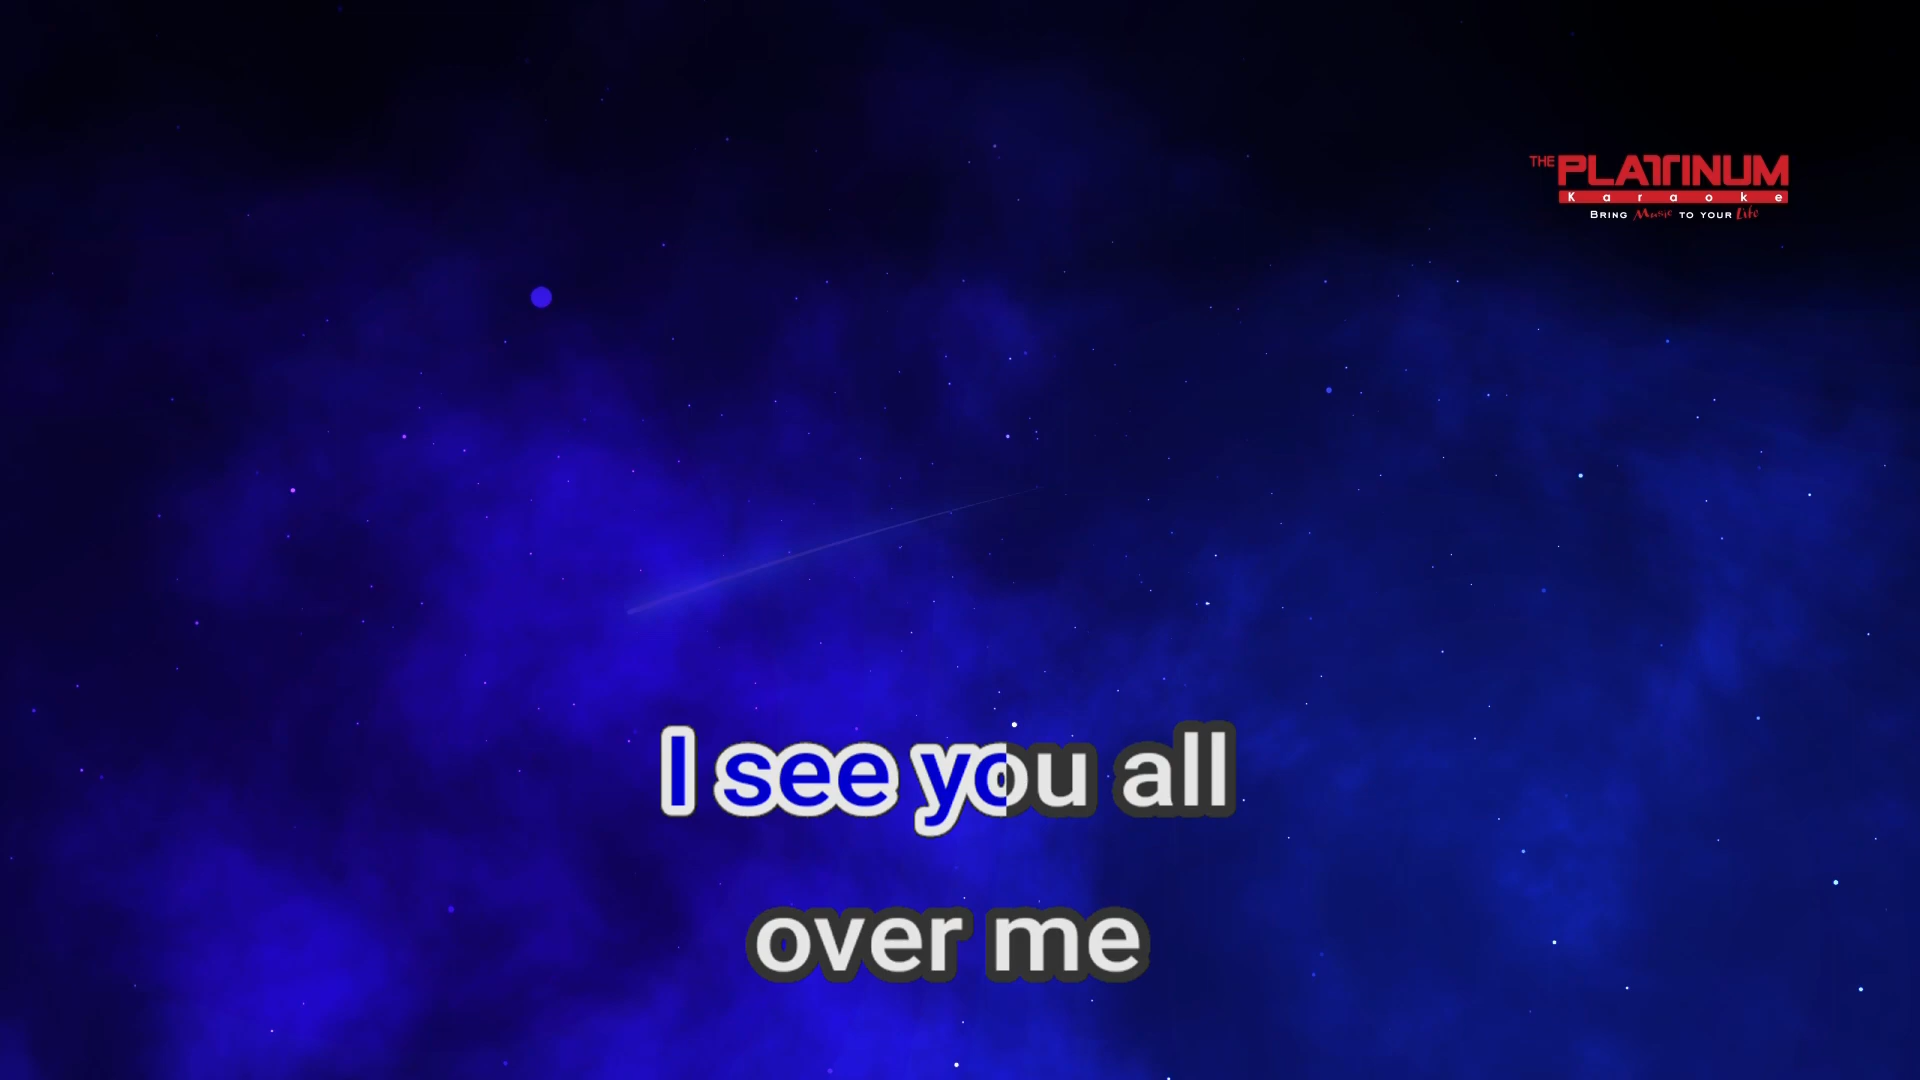 THE PLATINUM
Karaoke
BRING Music TO YOUR Life
I see you all
over me